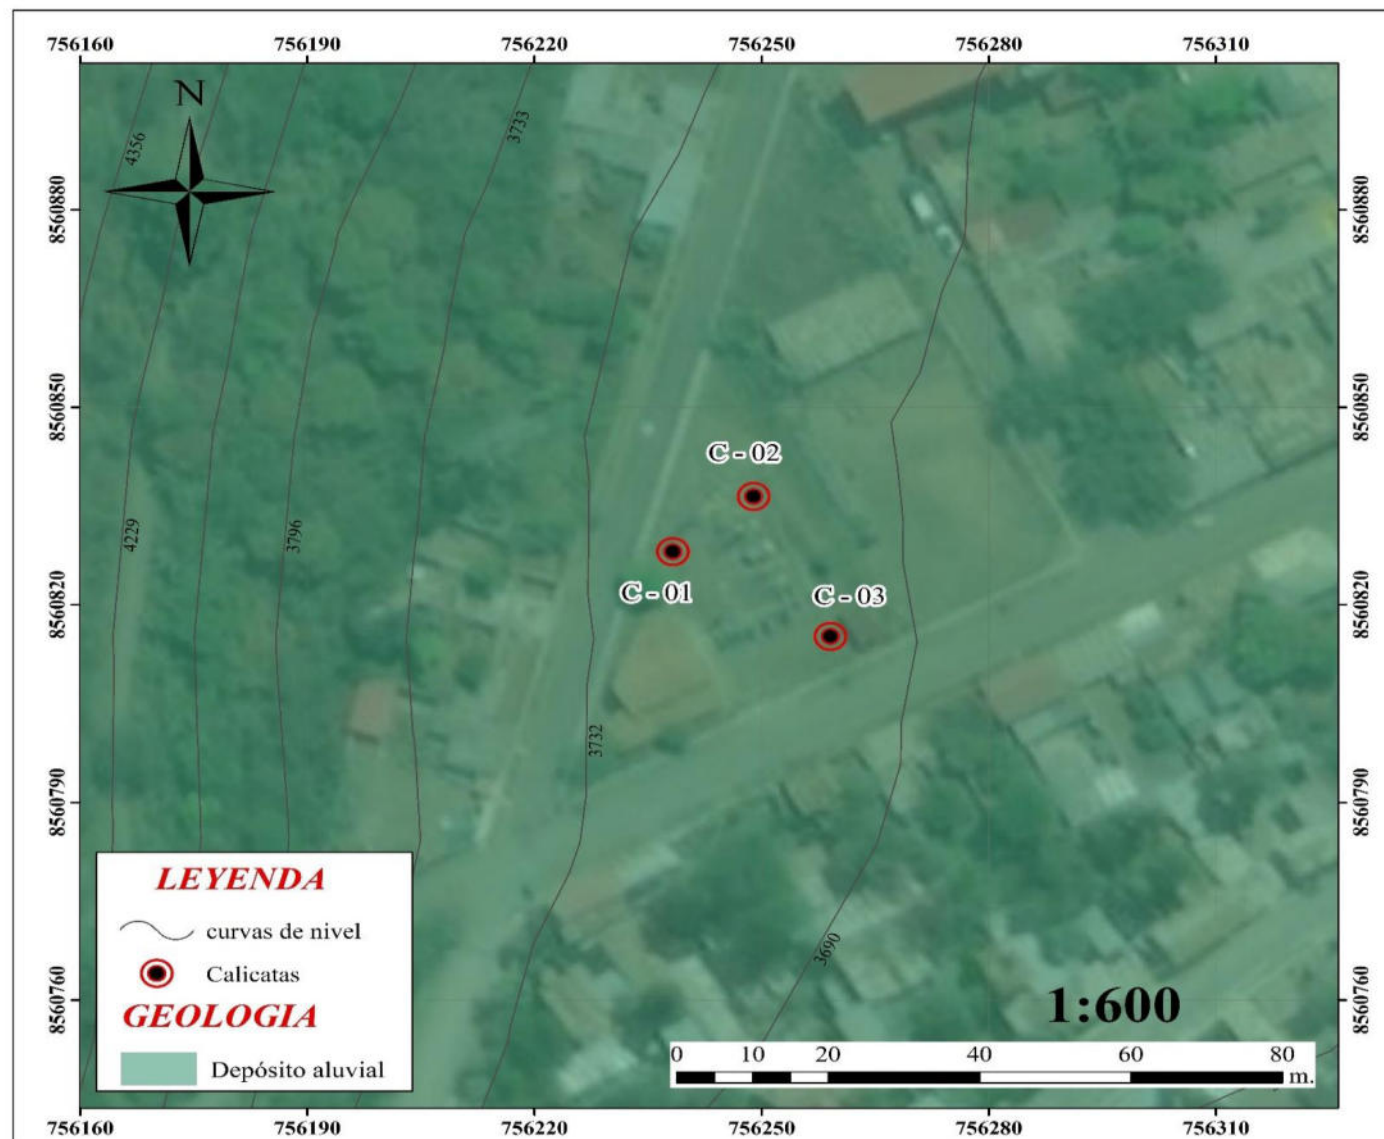 756160 756190 756220 756250 756280 756310
N
4356
3733
8560880 8560880
8560850 8560850
C - 02
4229
3796
C - 01
C - 03
8560820 8560820
3732
8560790 8560790
LEYENDA
curvas de nivel
Calicatas
GEOLOGIA
Depósito aluvial
3690
8560760 8560760
1:600
0 10 20 40 60 80
m.
756160 756190 756220 756250 756280 756310